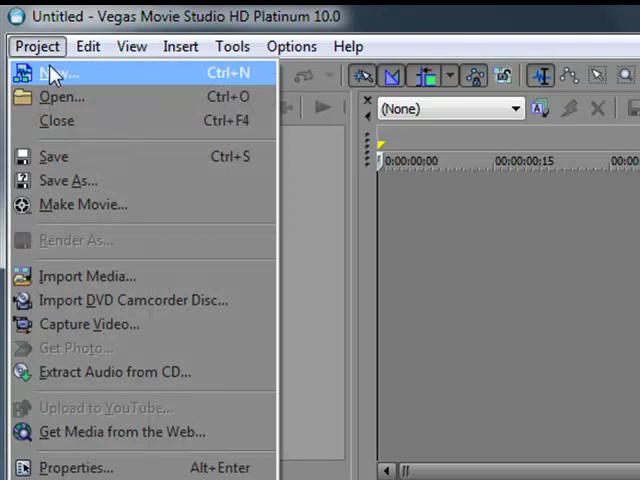 Untitled - Vegas Movie Studio HD Platinum 10.0
Project Edit View Insert Tools Options Help
New... Ctrl+N
Open... Ctrl+O
Close Ctrl+F4
Save Ctrl+S
Save As...
Make Movie...
Render As...
Import Media...
Import DVD Camcorder Disc...
Capture Video...
Get Photo...
Extract Audio from CD...
Upload to YouTube...
Get Media from the Web...
Properties... Alt+Enter
(None)
0:00:00:00 00:00:00:15